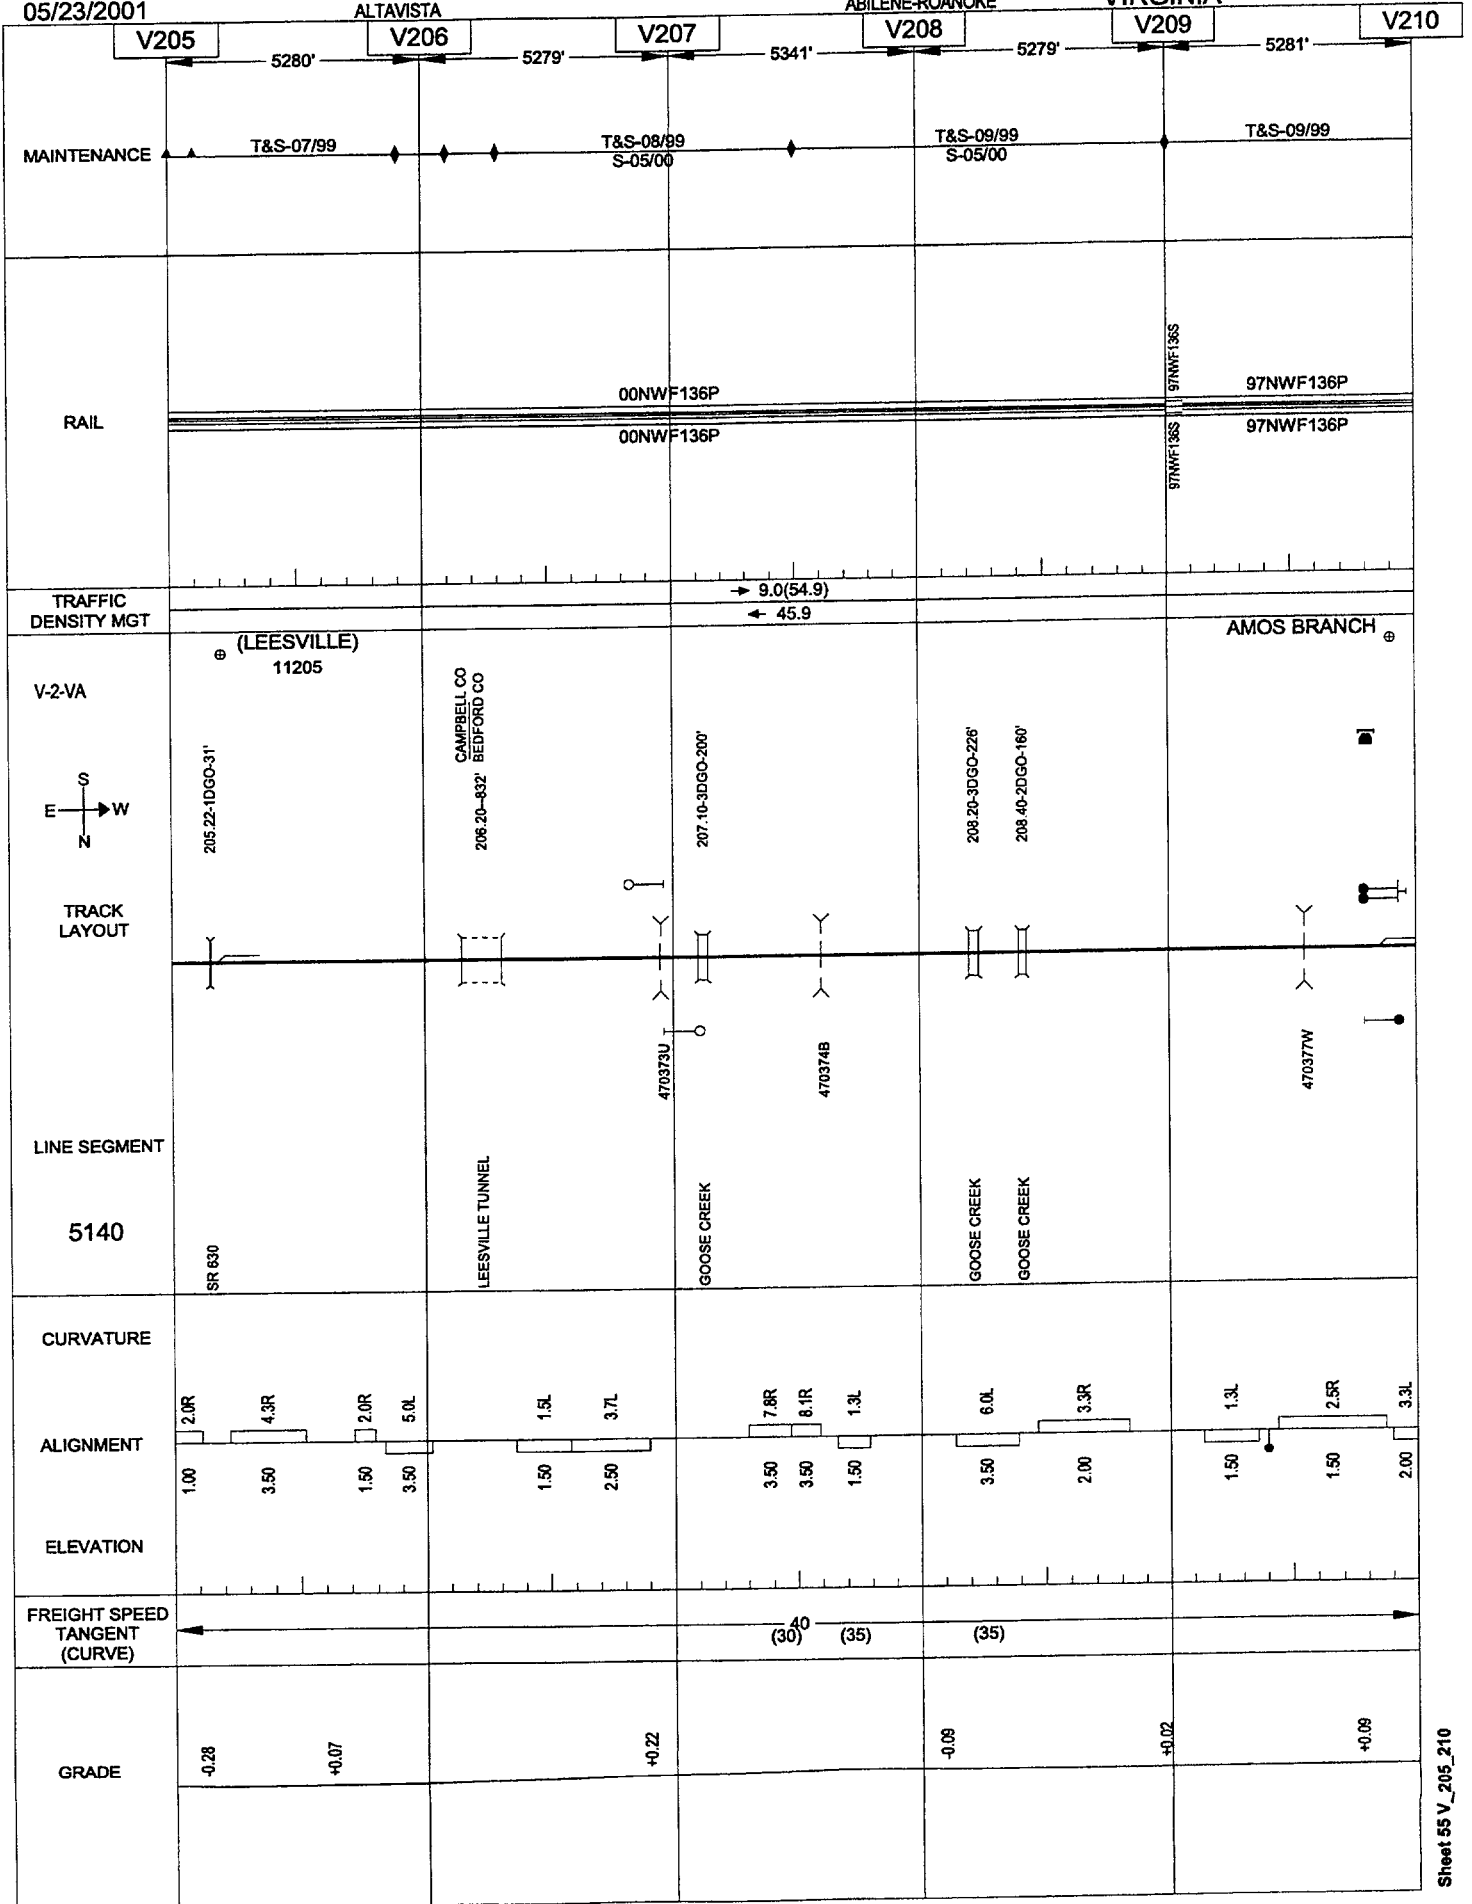 05/23/2001 ALTAVISTA ABILENE-ROANOKE VIRGINIA
V205 V206 V207 V208 V209 V210
5280' 5279' 5341' 5279' 5281'
MAINTENANCE T&S-07/99 T&S-08/99 T&S-09/99 T&S-09/99
S-05/00 S-05/00
97NWF136S
00NWF136P 97NWF136P
RAIL
00NWF136P 97NWF136P
97NWF136S
TRAFFIC
DENSITY MGT
9.0(54.9)
45.9
(LEESVILLE)
11205
AMOS BRANCH
V-2-VA
CAMPBELL CO
BEDFORD CO
S
E W
N
205.22-1DGO-31'
206.20--832'
207.10-3DGO-200'
208.20-3DGO-226'
208.40-2DGO-160'
TRACK
LAYOUT
470373U
470374B
470377W
LINE SEGMENT
5140
SR 630
LEESVILLE TUNNEL
GOOSE CREEK
GOOSE CREEK
GOOSE CREEK
CURVATURE
2.0R 4.3R 2.0R 5.0L 1.5L 3.7L 7.8R 8.1R 1.3L 6.0L 3.3R 1.3L 2.5R 3.3L
ALIGNMENT
1.00 3.50 1.50 3.50 1.50 2.50 3.50 3.50 1.50 3.50 2.00 1.50 1.50 2.00
ELEVATION
FREIGHT SPEED
TANGENT
(CURVE)
40
(30) (35) (35)
GRADE
-0.28 +0.07 +0.22 -0.09 +0.02 +0.09
Sheet 55 V_205_210